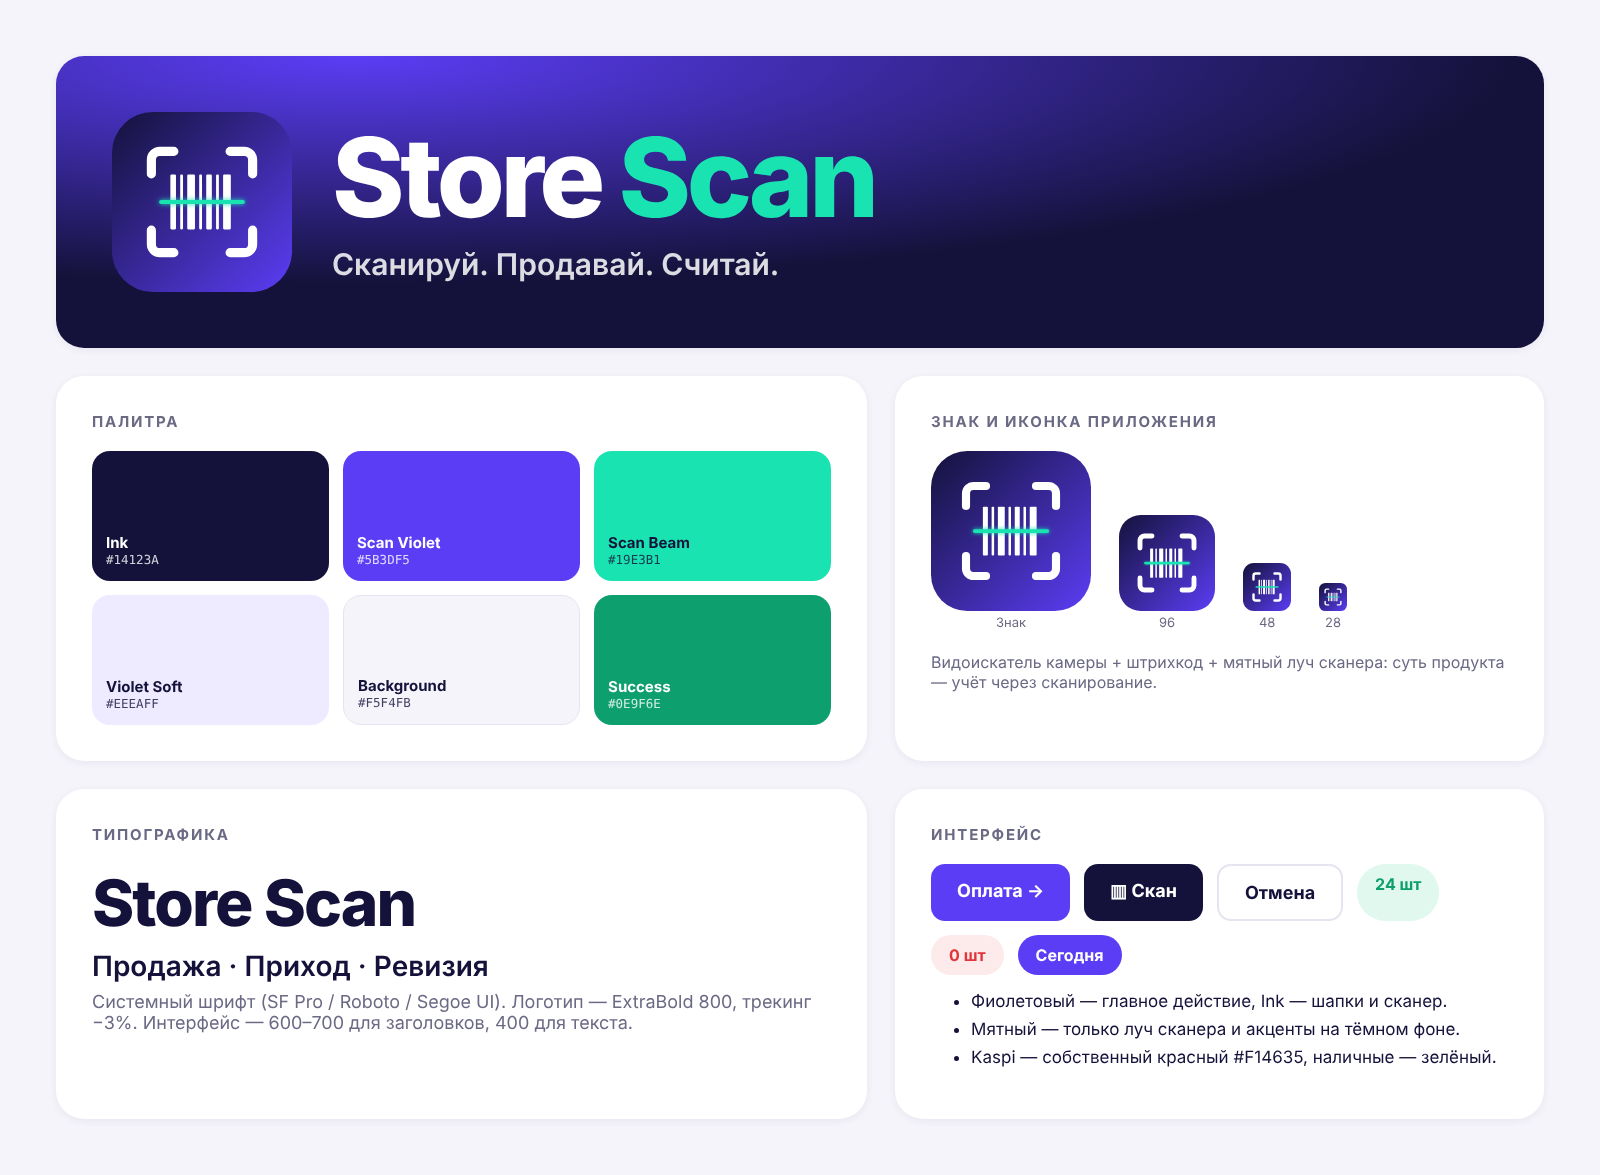 Store Scan
Сканируй. Продавай. Считай.
ПАЛИТРА
Ink
#14123A
Scan Violet
#5B3DF5
Scan Beam
#19E3B1
Violet Soft
#EEEAFF
Background
#F5F4FB
Success
#0E9F6E
ЗНАК И ИКОНКА ПРИЛОЖЕНИЯ
Знак
96
48
28
Видоискатель камеры + штрихкод + мятный луч сканера: суть продукта
— учёт через сканирование.
ТИПОГРАФИКА
Store Scan
Продажа · Приход · Ревизия
Системный шрифт (SF Pro / Roboto / Segoe UI). Логотип — ExtraBold 800, трекинг
−3%. Интерфейс — 600–700 для заголовков, 400 для текста.
ИНТЕРФЕЙС
Оплата →
▥ Скан
Отмена
24 шт
0 шт
Сегодня
• Фиолетовый — главное действие, Ink — шапки и сканер.
• Мятный — только луч сканера и акценты на тёмном фоне.
• Kaspi — собственный красный #F14635, наличные — зелёный.